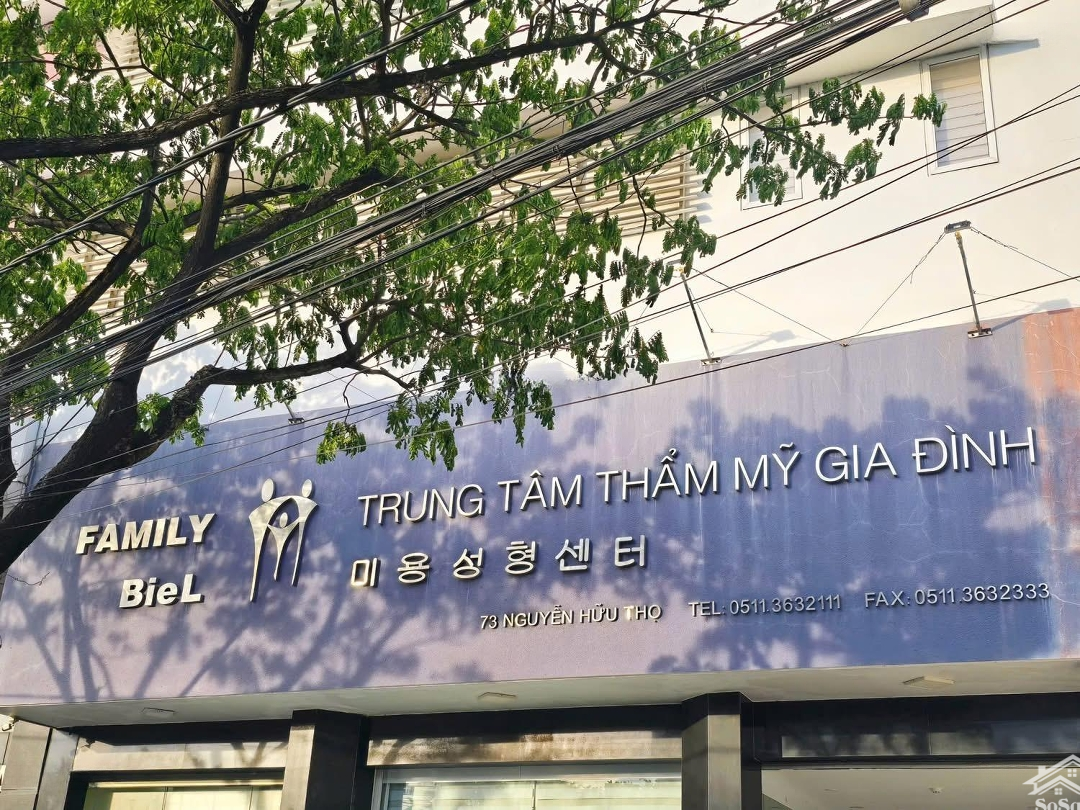 FAMILY
BieL
TRUNG TÂM THẨM MỸ GIA ĐÌNH
미용성형센터
73 NGUYỄN HỮU THỌ TEL: 0511.3632111 FAX: 0511.3632333
SoSo